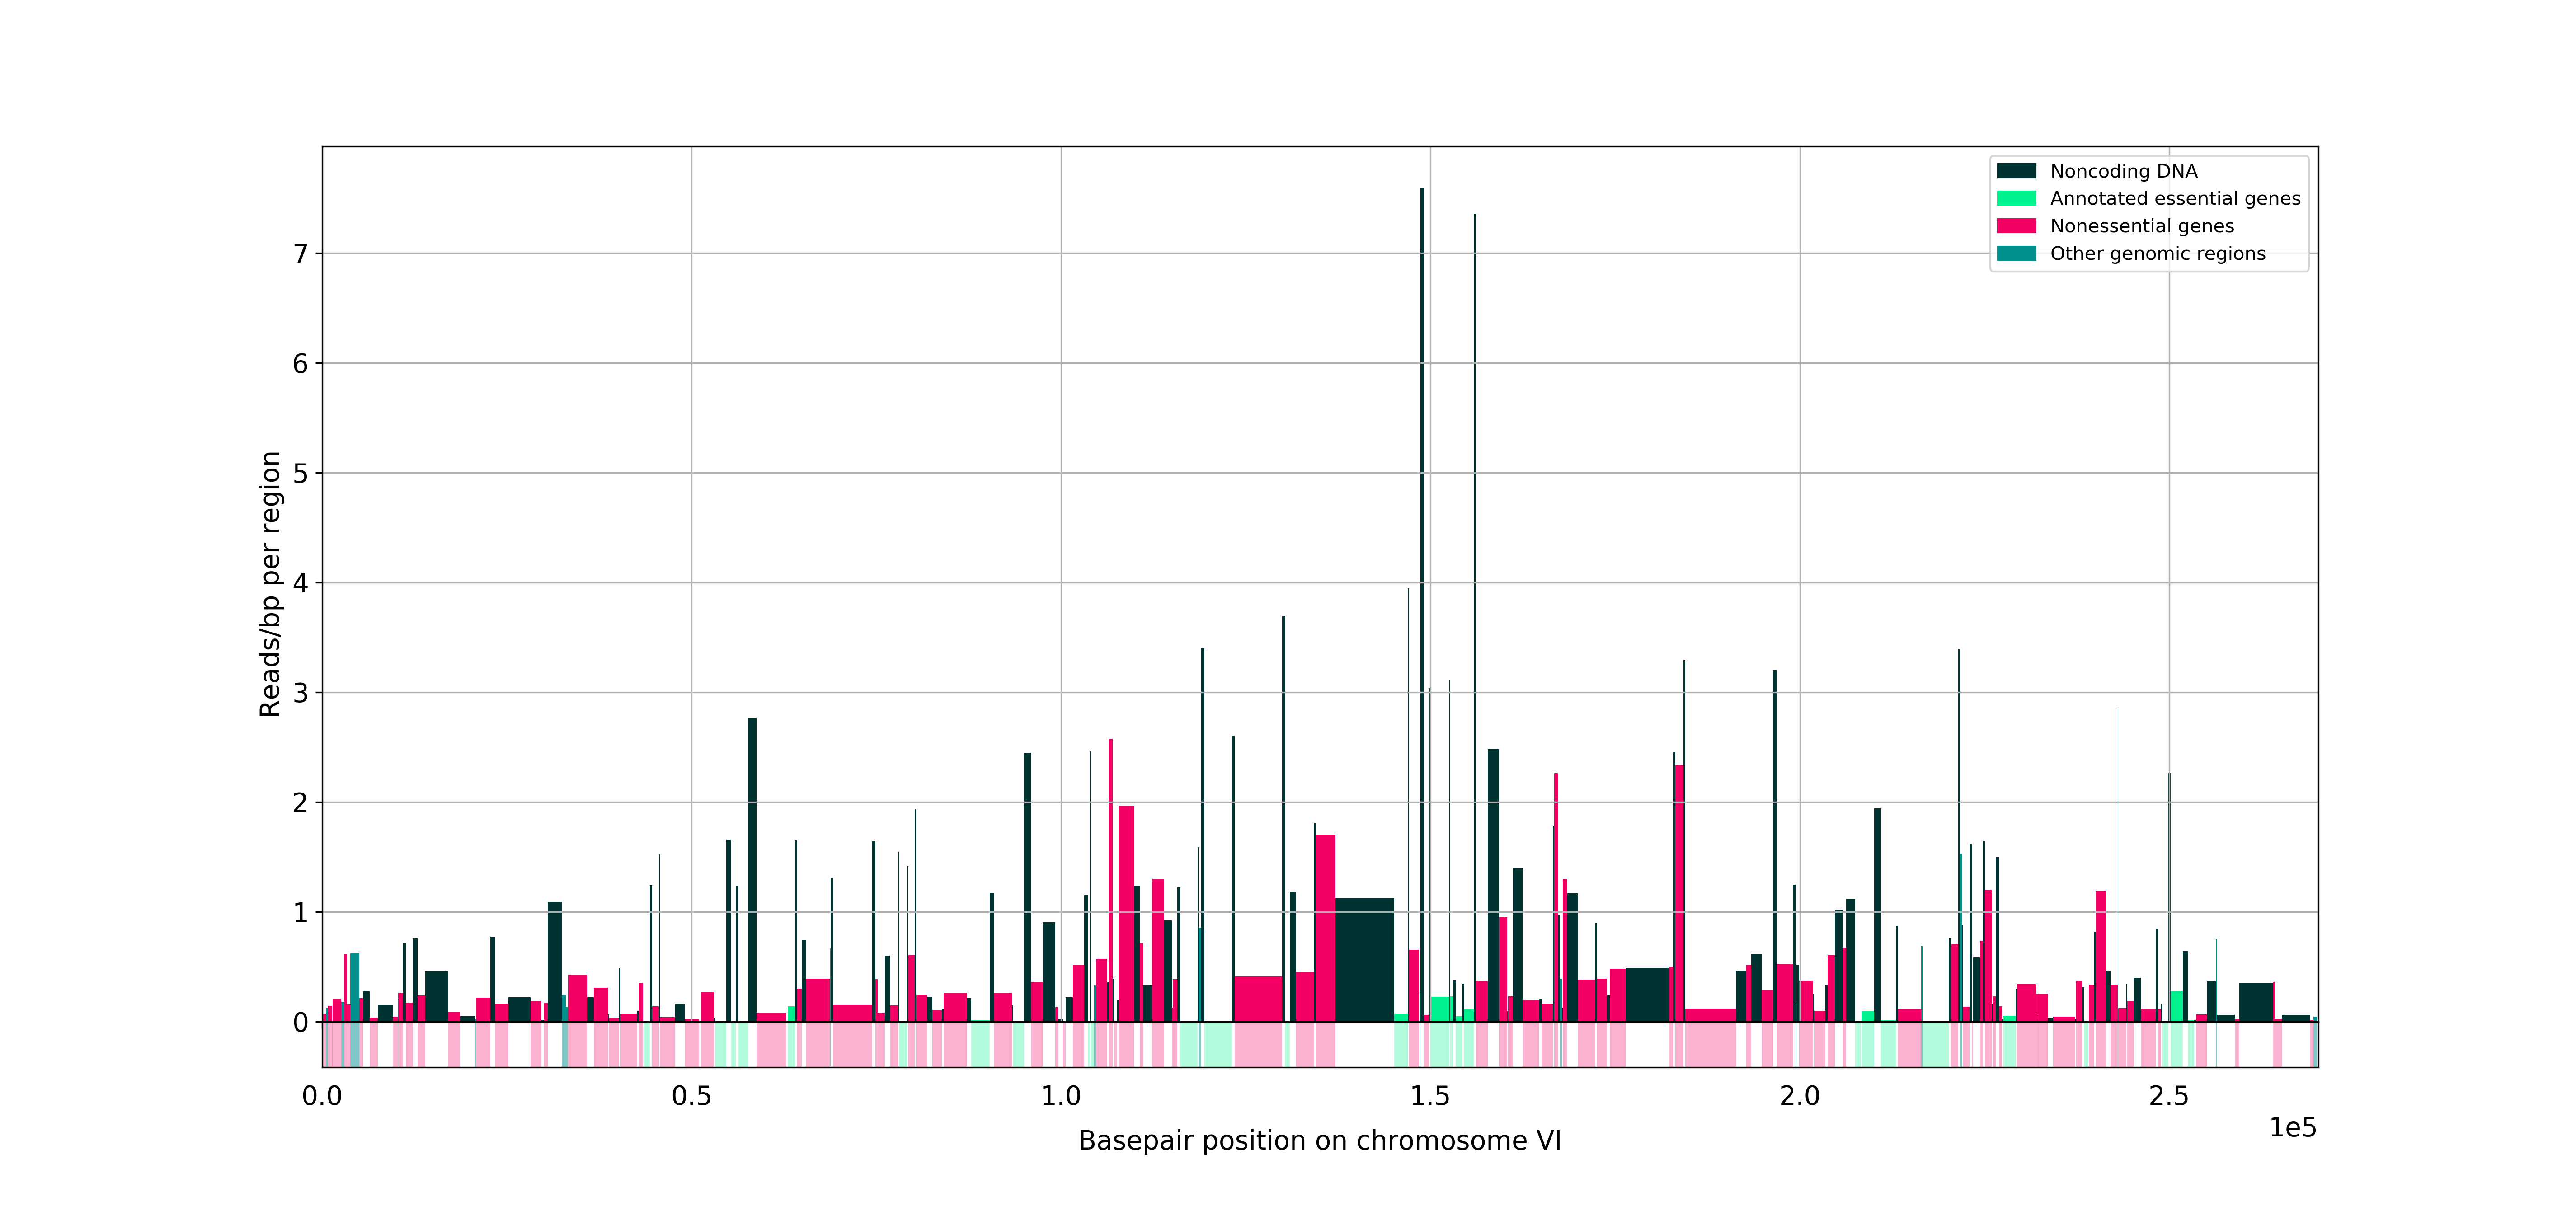 Noncoding DNA
Annotated essential genes
Nonessential genes
Other genomic regions
7
6
5
4
3
2
1
0
Reads/bp per region
0.0 0.5 1.0 1.5 2.0 2.5
1e5
Basepair position on chromosome VI